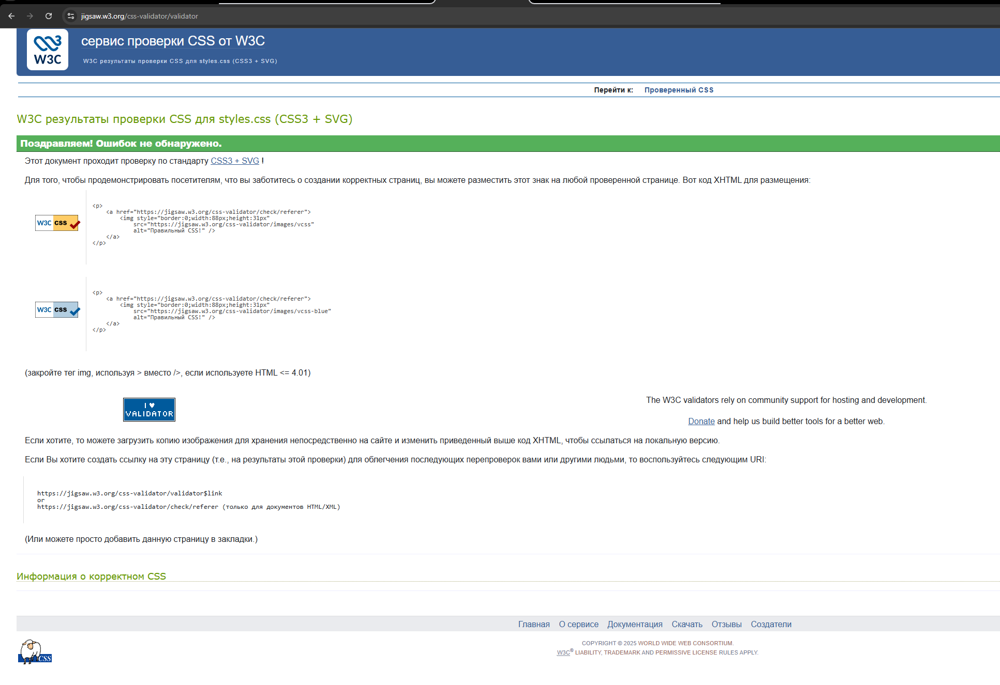 jigsaw.w3.org/css-validator/validator
W3C
сервис проверки CSS от W3C
W3C результаты проверки CSS для styles.css (CSS3 + SVG)
Перейти к: Проверенный CSS
W3C результаты проверки CSS для styles.css (CSS3 + SVG)
Поздравляем! Ошибок не обнаружено.
Этот документ проходит проверку по стандарту CSS3 + SVG !
Для того, чтобы продемонстрировать посетителям, что вы заботитесь о создании корректных страниц, вы можете разместить этот знак на любой проверенной странице. Вот код XHTML для размещения:
W3C css
<p>
<a href="https://jigsaw.w3.org/css-validator/check/referer">
<img style="border:0;width:88px;height:31px"
src="https://jigsaw.w3.org/css-validator/images/vcss"
alt="Правильный CSS!" />
</a>
</p>
W3C css
<p>
<a href="https://jigsaw.w3.org/css-validator/check/referer">
<img style="border:0;width:88px;height:31px"
src="https://jigsaw.w3.org/css-validator/images/vcss-blue"
alt="Правильный CSS!" />
</a>
</p>
(закройте тег img, используя > вместо />, если используете HTML <= 4.01)
I ♥
VALIDATOR
The W3C validators rely on community support for hosting and development.
Donate and help us build better tools for a better web.
Если хотите, то можете загрузить копию изображения для хранения непосредственно на сайте и изменить приведенный выше код XHTML, чтобы ссылаться на локальную версию.
Если Вы хотите создать ссылку на эту страницу (т.е., на результаты этой проверки) для облегчения последующих перепроверок вами или другими людьми, то воспользуйтесь следующим URI:
https://jigsaw.w3.org/css-validator/validator$link
or
https://jigsaw.w3.org/css-validator/check/referer (только для документов HTML/XML)
(Или можете просто добавить данную страницу в закладки.)
Информация о корректном CSS
Главная О сервисе Документация Скачать Отзывы Создатели
CSS
COPYRIGHT © 2025 WORLD WIDE WEB CONSORTIUM.
W3C® LIABILITY, TRADEMARK AND PERMISSIVE LICENSE RULES APPLY.